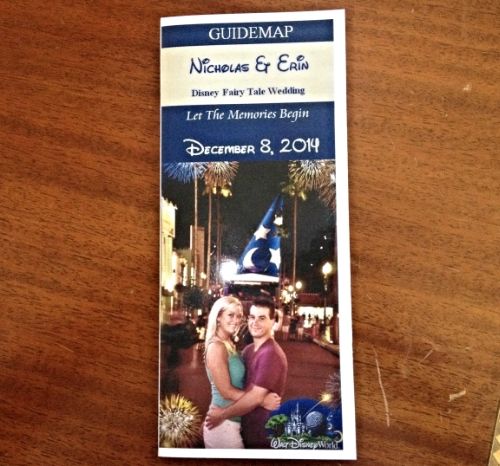 GUIDEMAP
Nicholas & Erin
Disney Fairy Tale Wedding
Let The Memories Begin
December 8, 2014
Walt Disney World